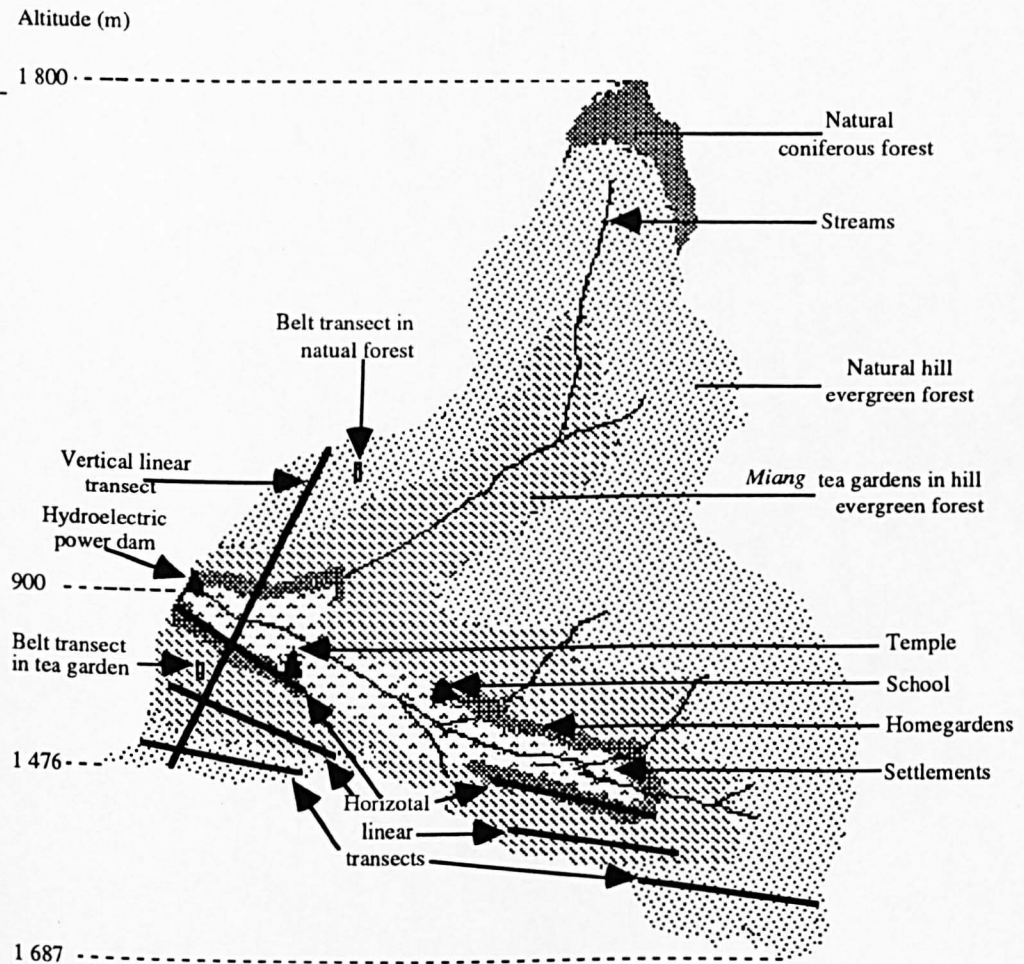 Altitude (m)
1 800
Natural
coniferous forest
Streams
Belt transect in
natual forest
Natural hill
evergreen forest
Vertical linear
transect
Miang tea gardens in hill
evergreen forest
Hydroelectric
power dam
900
Belt transect
in tea garden
Temple
School
Homegardens
1 476
Settlements
Horizotal
linear
transects
1 687